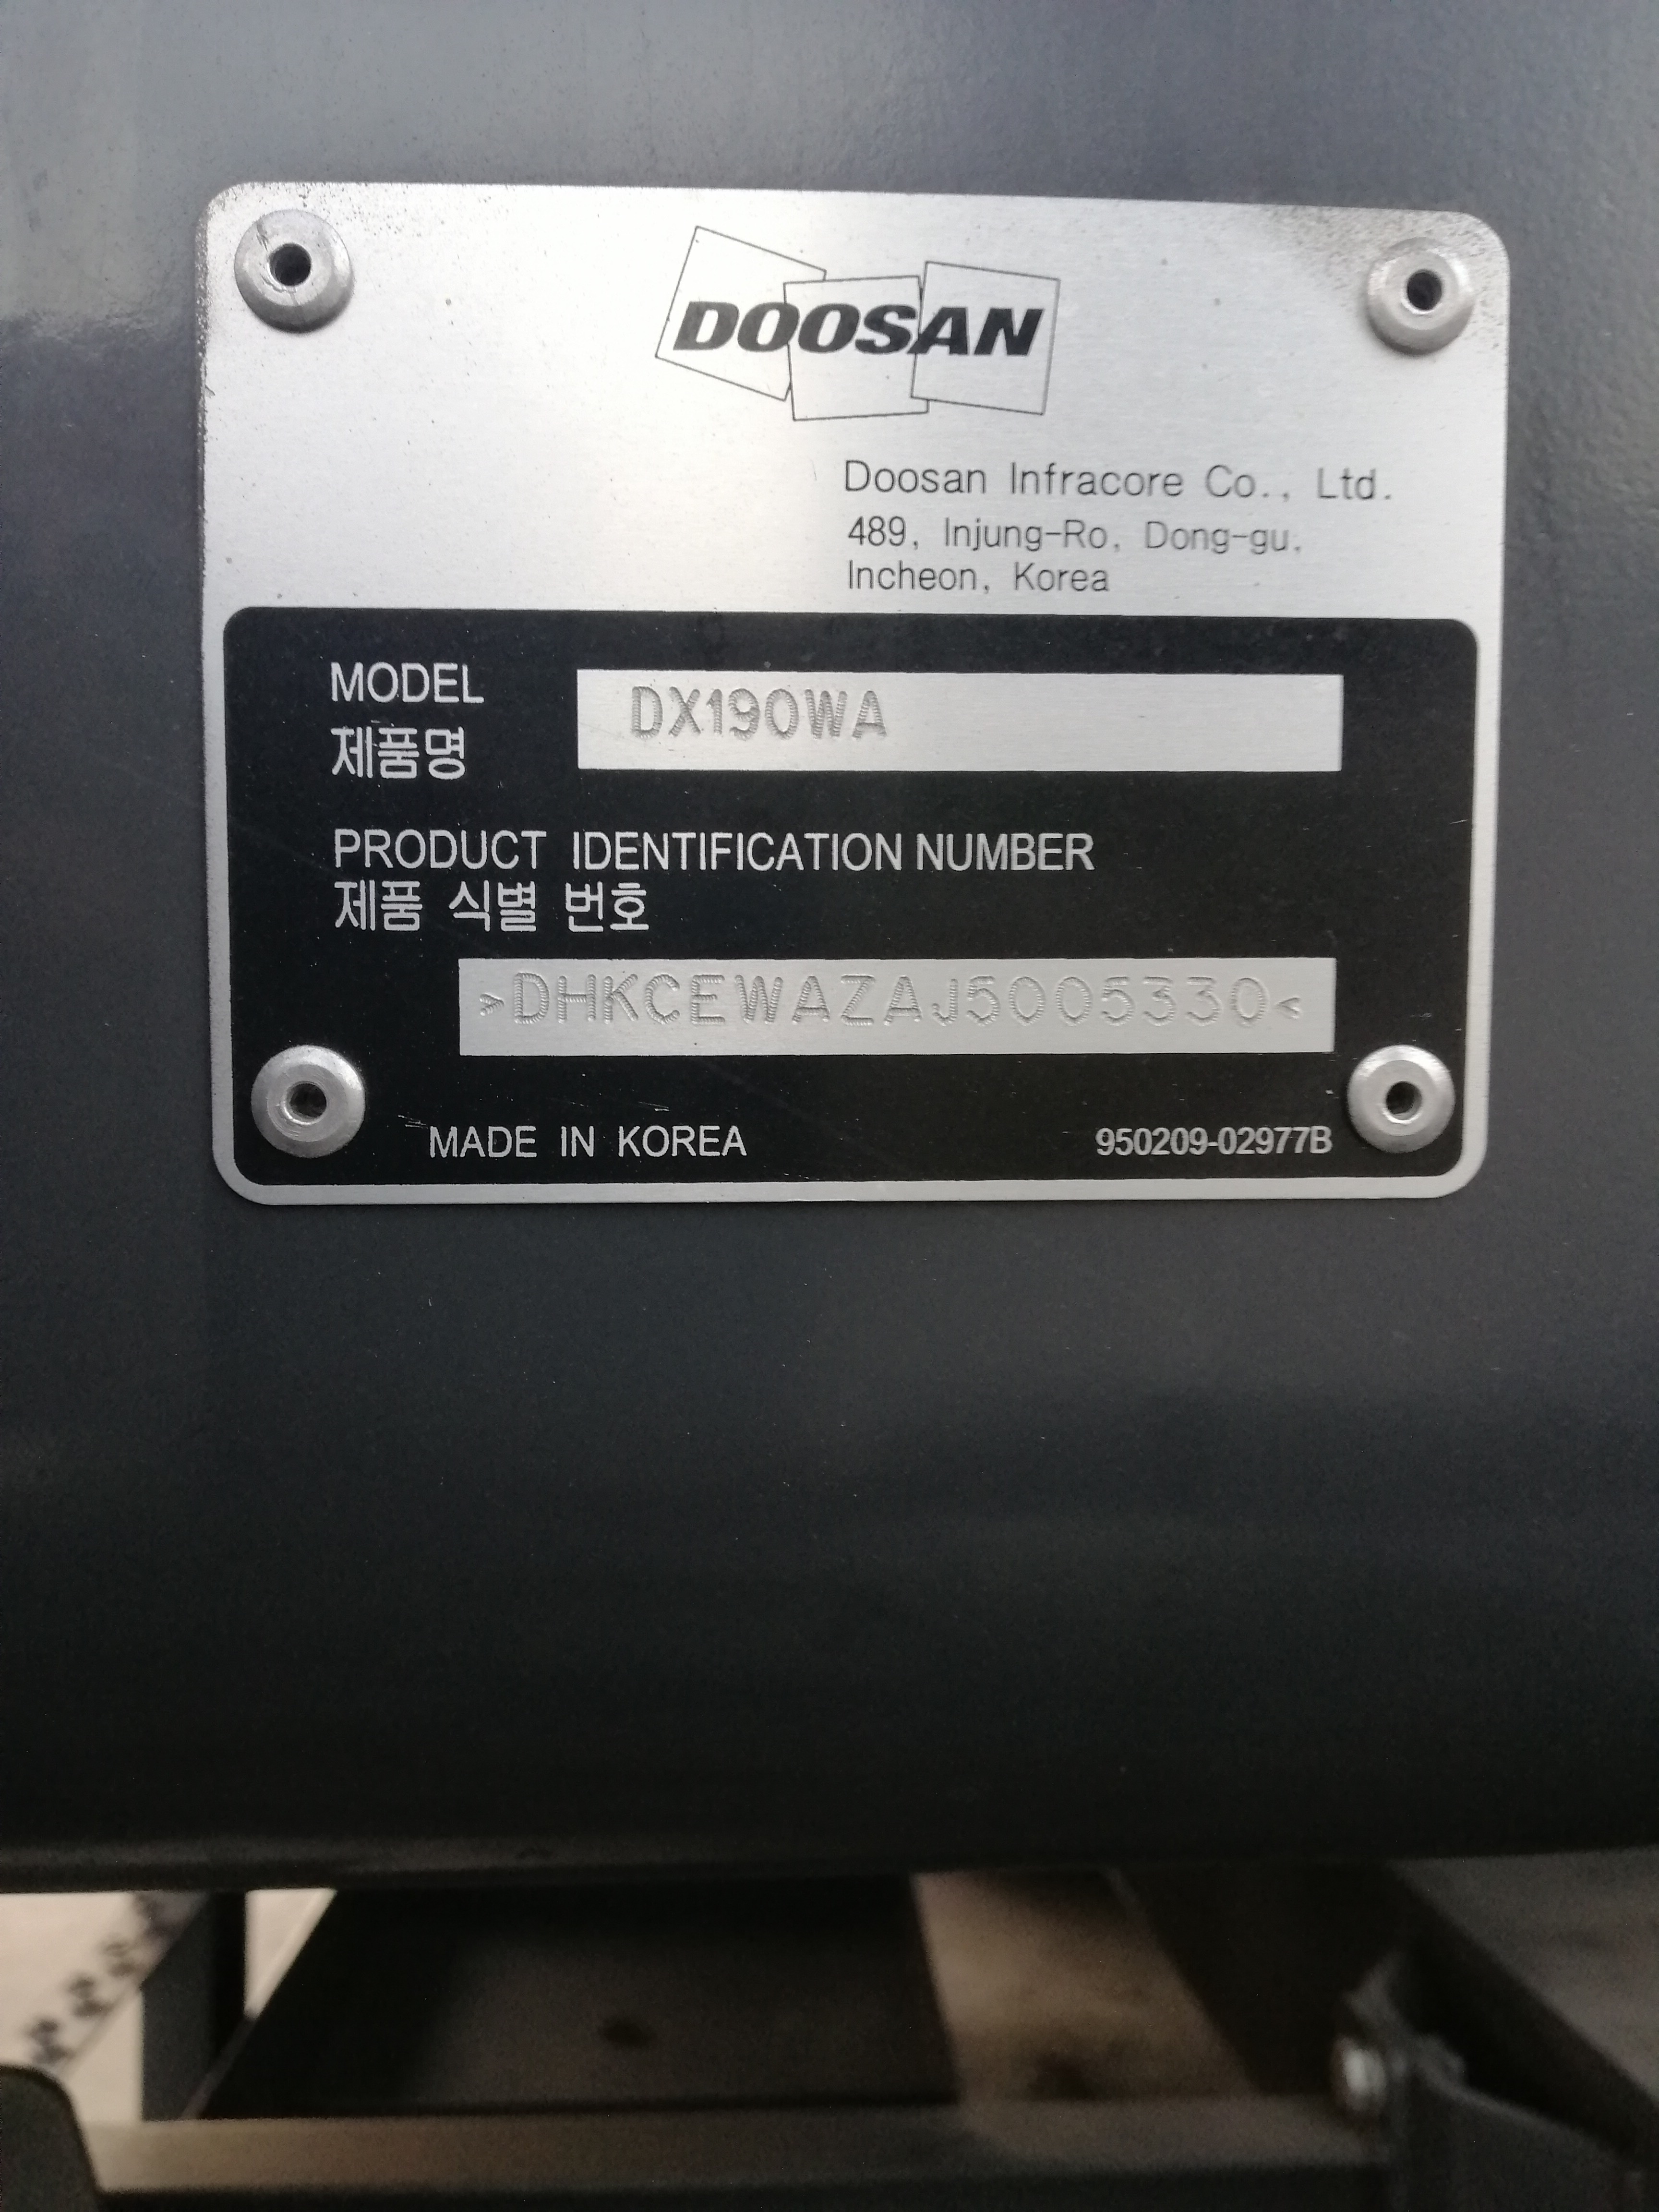 DOOSAN
Doosan Infracore Co., Ltd.
489, Injung-Ro, Dong-gu,
Incheon, Korea
MODEL DX190WA
제품명
PRODUCT IDENTIFICATION NUMBER
제품 식별 번호
>DHKCEWAZAJ5005330<
MADE IN KOREA 950209-02977B